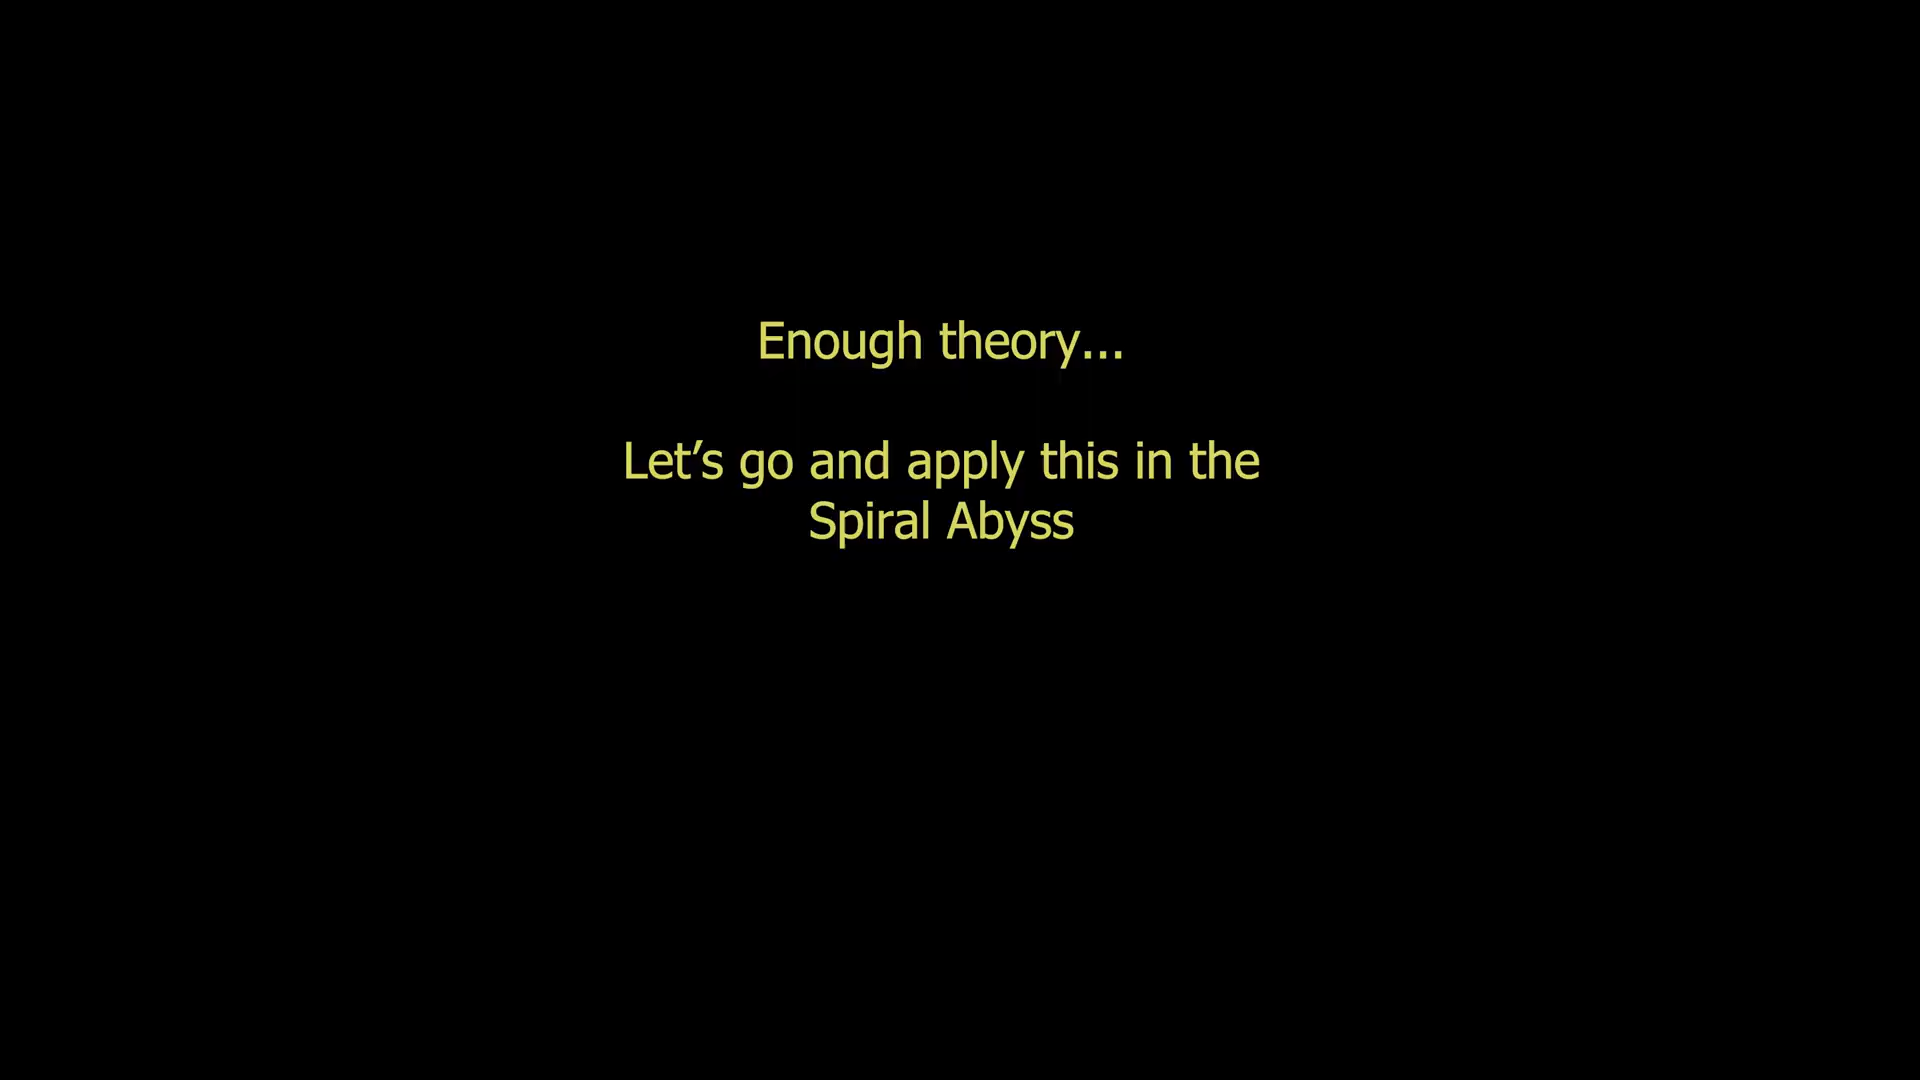 Enough theory...
Let’s go and apply this in the
Spiral Abyss